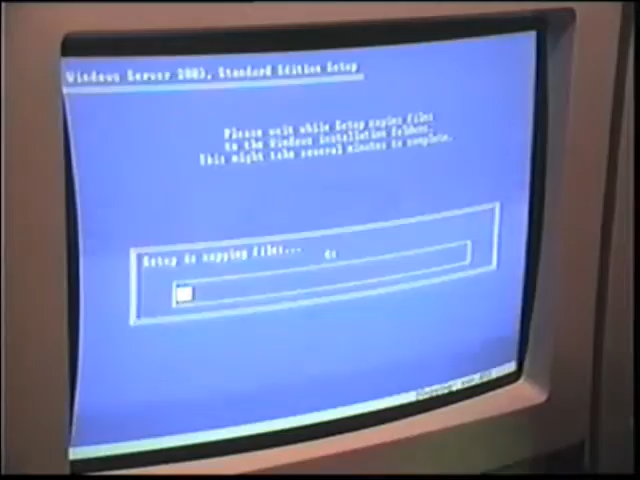 Windows Server 2003, Standard Edition Setup
Please wait while Setup copies files
to the Windows installation folders.
This might take several minutes to complete.
Setup is copying files...